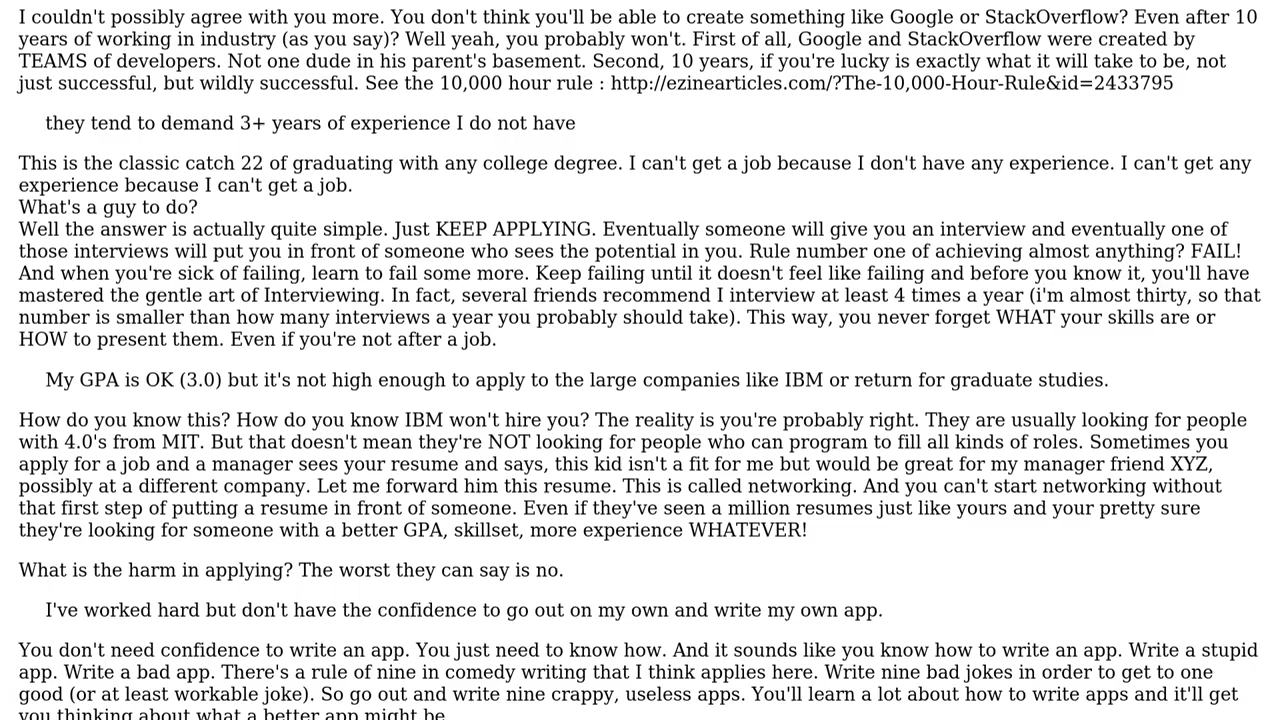 I couldn't possibly agree with you more. You don't think you'll be able to create something like Google or StackOverflow? Even after 10
years of working in industry (as you say)? Well yeah, you probably won't. First of all, Google and StackOverflow were created by
TEAMS of developers. Not one dude in his parent's basement. Second, 10 years, if you're lucky is exactly what it will take to be, not
just successful, but wildly successful. See the 10,000 hour rule : http://ezinearticles.com/?The-10,000-Hour-Rule&id=2433795
they tend to demand 3+ years of experience I do not have
This is the classic catch 22 of graduating with any college degree. I can't get a job because I don't have any experience. I can't get any
experience because I can't get a job.
What's a guy to do?
Well the answer is actually quite simple. Just KEEP APPLYING. Eventually someone will give you an interview and eventually one of
those interviews will put you in front of someone who sees the potential in you. Rule number one of achieving almost anything? FAIL!
And when you're sick of failing, learn to fail some more. Keep failing until it doesn't feel like failing and before you know it, you'll have
mastered the gentle art of Interviewing. In fact, several friends recommend I interview at least 4 times a year (i'm almost thirty, so that
number is smaller than how many interviews a year you probably should take). This way, you never forget WHAT your skills are or
HOW to present them. Even if you're not after a job.
My GPA is OK (3.0) but it's not high enough to apply to the large companies like IBM or return for graduate studies.
How do you know this? How do you know IBM won't hire you? The reality is you're probably right. They are usually looking for people
with 4.0's from MIT. But that doesn't mean they're NOT looking for people who can program to fill all kinds of roles. Sometimes you
apply for a job and a manager sees your resume and says, this kid isn't a fit for me but would be great for my manager friend XYZ,
possibly at a different company. Let me forward him this resume. This is called networking. And you can't start networking without
that first step of putting a resume in front of someone. Even if they've seen a million resumes just like yours and your pretty sure
they're looking for someone with a better GPA, skillset, more experience WHATEVER!
What is the harm in applying? The worst they can say is no.
I've worked hard but don't have the confidence to go out on my own and write my own app.
You don't need confidence to write an app. You just need to know how. And it sounds like you know how to write an app. Write a stupid
app. Write a bad app. There's a rule of nine in comedy writing that I think applies here. Write nine bad jokes in order to get to one
good (or at least workable joke). So go out and write nine crappy, useless apps. You'll learn a lot about how to write apps and it'll get
you thinking about what a better app might be